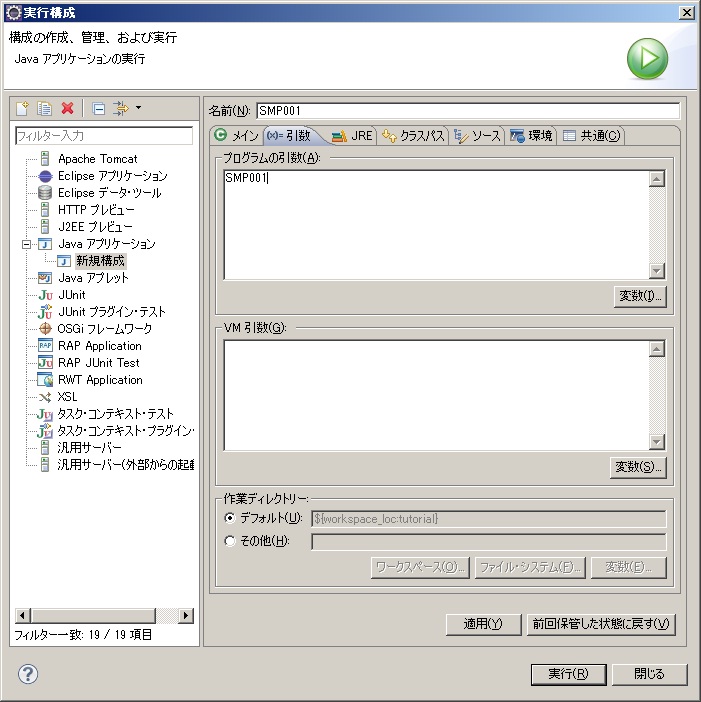 実行構成
構成の作成、管理、および実行
Java アプリケーションの実行
フィルター入力
Apache Tomcat
Eclipse アプリケーション
Eclipse データ・ツール
HTTP プレビュー
J2EE プレビュー
Java アプリケーション
新規構成
Java アプレット
JUnit
JUnit プラグイン・テスト
OSGi フレームワーク
RAP Application
RAP JUnit Test
RWT Application
XSL
タスク・コンテキスト・テスト
タスク・コンテキスト・プラグイン・
汎用サーバー
汎用サーバー(外部からの起動
フィルター一致: 19 / 19 項目
名前(N): SMP001
メイン (x)= 引数 JRE クラスパス ソース 環境 共通(C)
プログラムの引数(A):
SMP001
変数(I)...
VM 引数(G):
変数(S)...
作業ディレクトリー:
デフォルト(U): ${workspace_loc:tutorial}
その他(H):
ワークスペース(O)... ファイル・システム(F)... 変数(E)...
適用(Y) 前回保管した状態に戻す(V)
? 実行(R) 閉じる